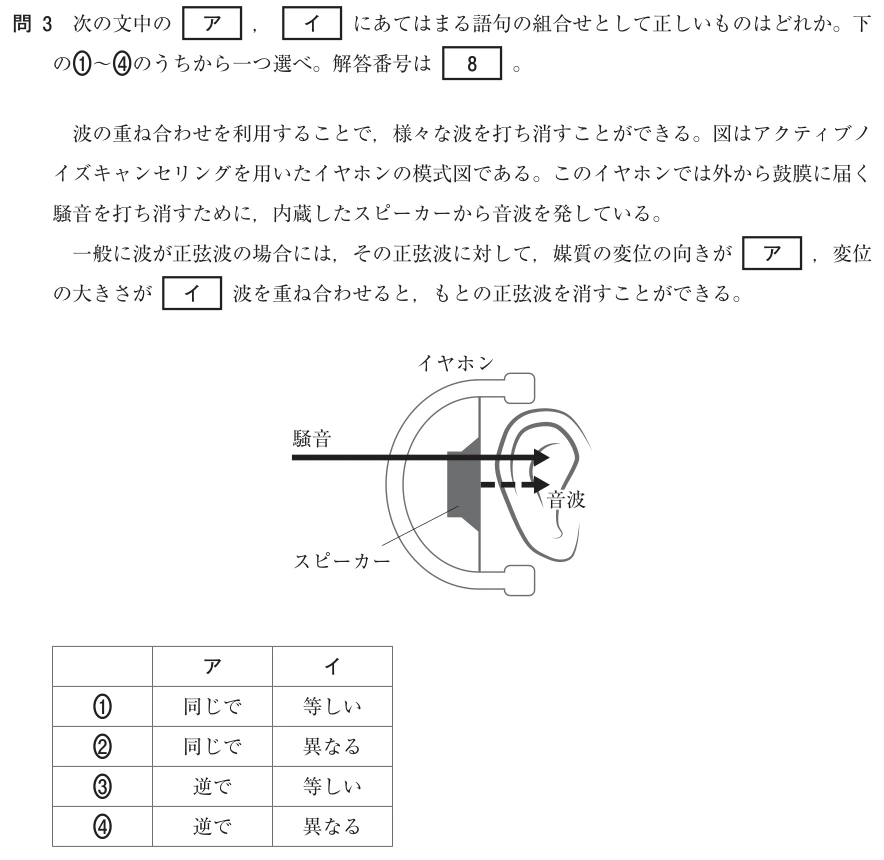 問3 次の文中の ア , イ にあてはまる語句の組合せとして正しいものはどれか。下
の①~④のうちから一つ選べ。解答番号は 8 。
波の重ね合わせを利用することで,様々な波を打ち消すことができる。図はアクティブノ
イズキャンセリングを用いたイヤホンの模式図である。このイヤホンでは外から鼓膜に届く
騒音を打ち消すために,内蔵したスピーカーから音波を発している。
一般に波が正弦波の場合には,その正弦波に対して,媒質の変位の向きが ア ,変位
の大きさが イ 波を重ね合わせると,もとの正弦波を消すことができる。
イヤホン
騒音
音波
スピーカー
ア イ
① 同じで 等しい
② 同じで 異なる
③ 逆で 等しい
④ 逆で 異なる